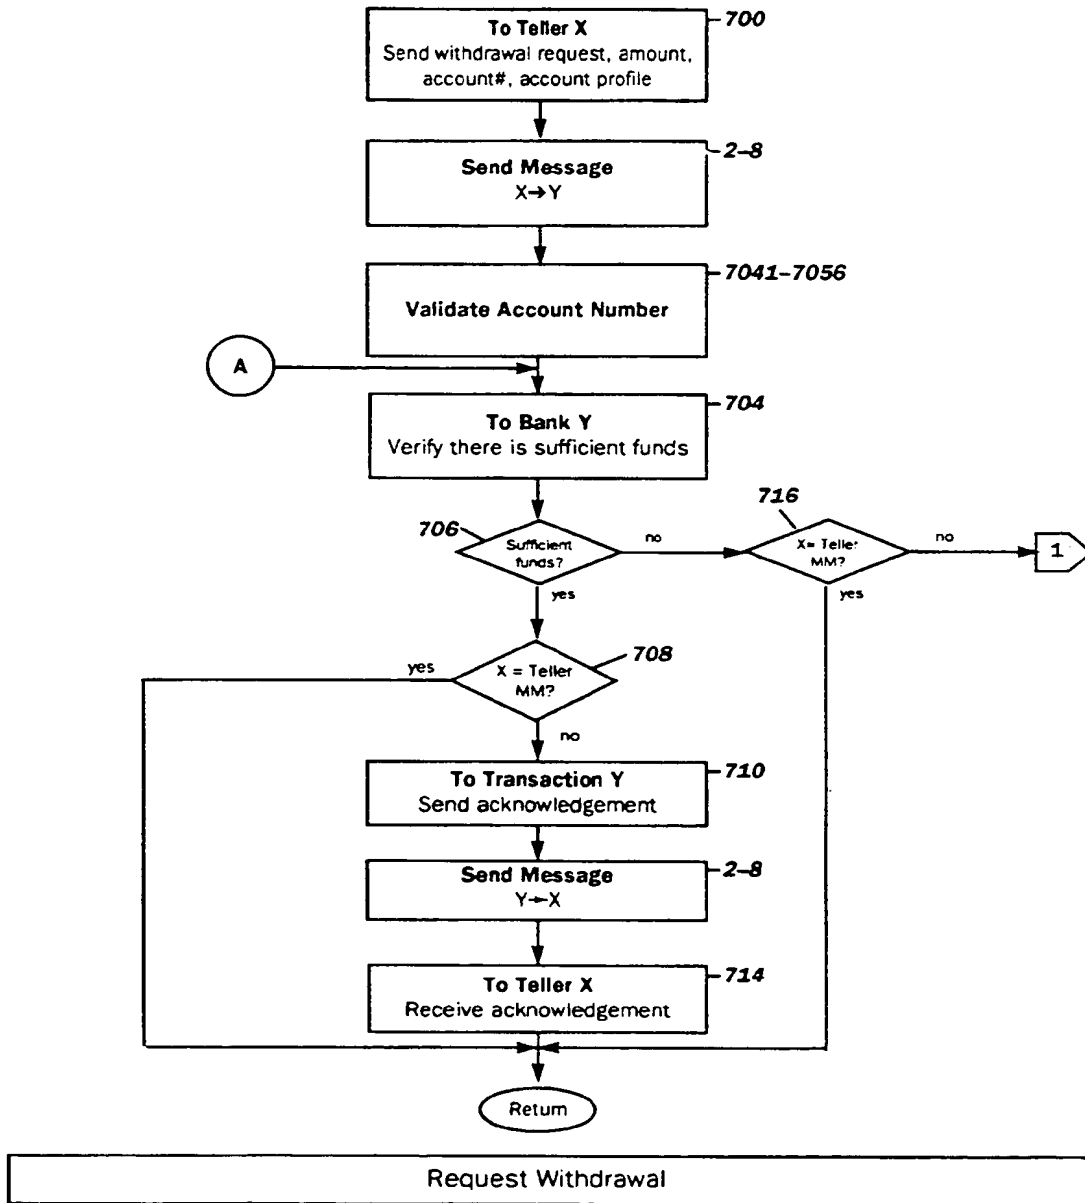 To Teller X
Send withdrawal request, amount,
account#, account profile
700
Send Message
X→Y
2-8
Validate Account Number
7041-7056
A
To Bank Y
Verify there is sufficient funds
704
706
Sufficient
funds?
no
yes
716
X= Teller
MM?
no
yes
1
708
X = Teller
MM?
yes
no
To Transaction Y
Send acknowledgement
710
Send Message
Y→X
2-8
To Teller X
Receive acknowledgement
714
Return
Request Withdrawal